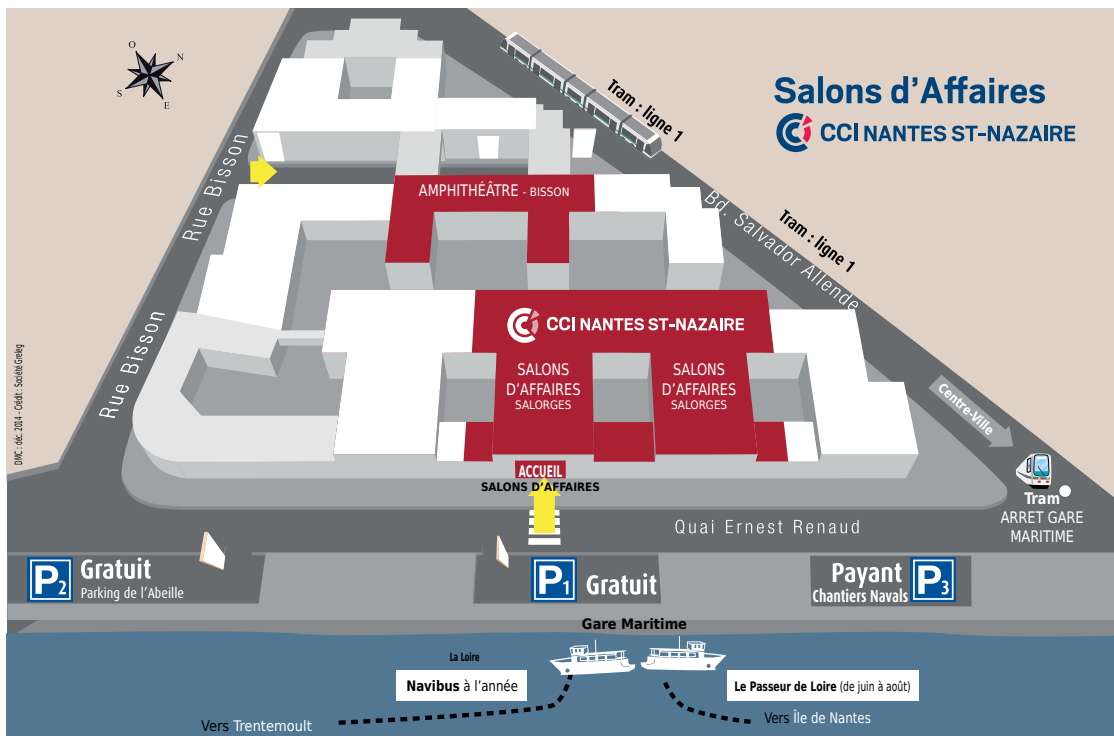 O
N
S
E
Tram : ligne 1
Salons d'Affaires
CCI NANTES ST-NAZAIRE
Rue Bisson
AMPHITHÉÂTRE - BISSON
Bd. Salvador Allende
Tram : ligne 1
CCI NANTES ST-NAZAIRE
Rue Bisson
SALONS
D'AFFAIRES
SALORGES
SALONS
D'AFFAIRES
SALORGES
DMC : déc. 2014 - Crédit : Société Greleg
Centre-Ville
ACCUEIL
SALONS D'AFFAIRES
Tram
ARRET GARE
MARITIME
Quai Ernest Renaud
P2
Gratuit
Parking de l'Abeille
P1
Gratuit
Payant
Chantiers Navals
P3
Gare Maritime
La Loire
Navibus à l'année
Le Passeur de Loire (de juin à août)
Vers Trentemoult
Vers Île de Nantes